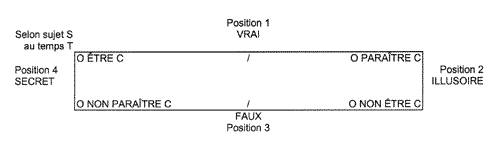 Position 1
VRAI
Selon sujet S
au temps T
O ÊTRE C / O PARAÎTRE C
Position 4
SECRET
Position 2
ILLUSOIRE
O NON PARAÎTRE C / O NON ÊTRE C
FAUX
Position 3